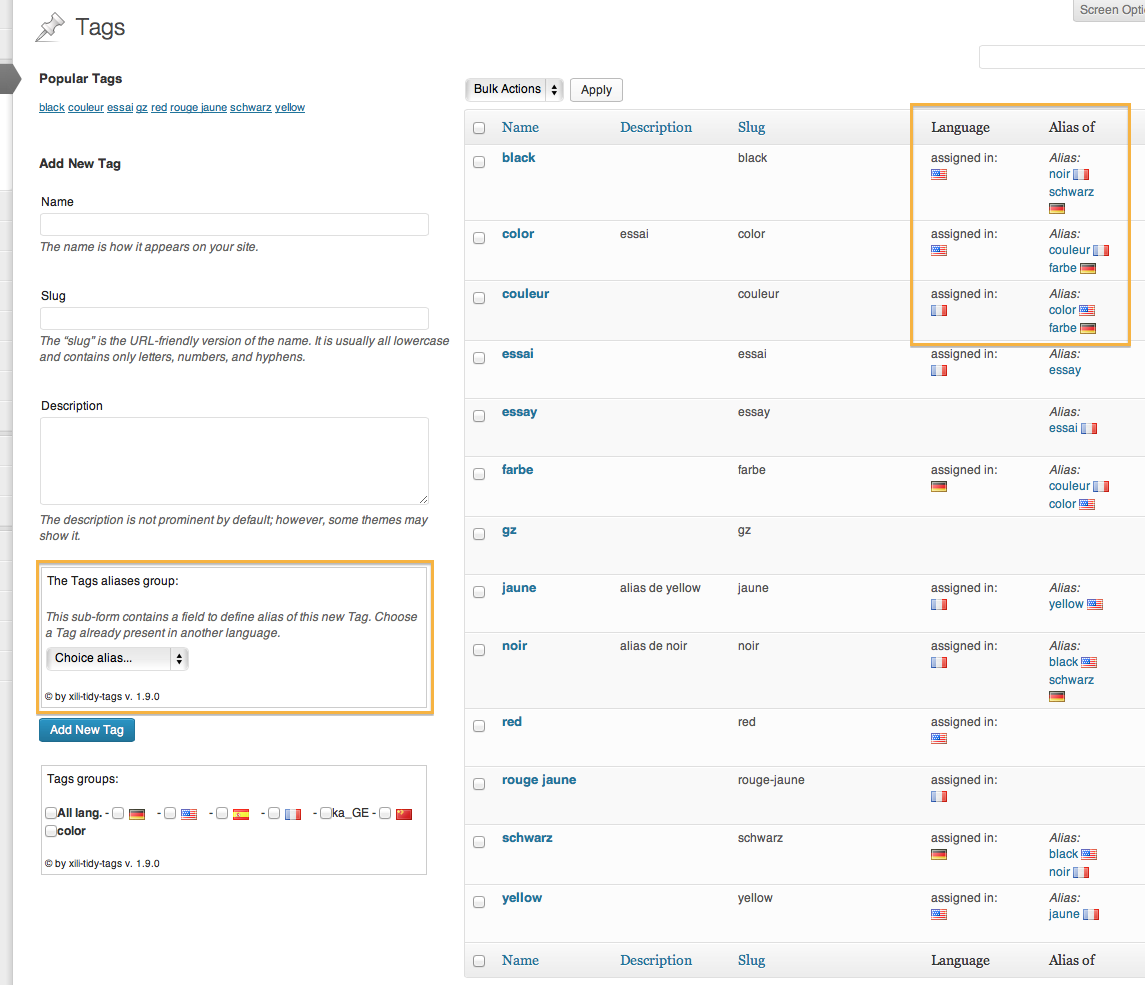 Screen Opti
Tags
Popular Tags
black couleur essai gz red rouge jaune schwarz yellow
Add New Tag
Name
The name is how it appears on your site.
Slug
The “slug” is the URL-friendly version of the name. It is usually all lowercase
and contains only letters, numbers, and hyphens.
Description
The description is not prominent by default; however, some themes may
show it.
The Tags aliases group:
This sub-form contains a field to define alias of this new Tag. Choose
a Tag already present in another language.
Choice alias...
© by xili-tidy-tags v. 1.9.0
Add New Tag
Tags groups:
All lang. - - - - - ka_GE -
color
© by xili-tidy-tags v. 1.9.0
Bulk Actions Apply
Name Description Slug Language Alias of
black black assigned in: Alias:
noir
schwarz
color essai color assigned in: Alias:
couleur
farbe
couleur couleur assigned in: Alias:
color
farbe
essai essai assigned in: Alias:
essay
essay essay Alias:
essai
farbe farbe assigned in: Alias:
couleur
color
gz gz
jaune alias de yellow jaune assigned in: Alias:
yellow
noir alias de noir noir assigned in: Alias:
black
schwarz
red red assigned in:
rouge jaune rouge-jaune assigned in:
schwarz schwarz assigned in: Alias:
black
noir
yellow yellow assigned in: Alias:
jaune
Name Description Slug Language Alias of